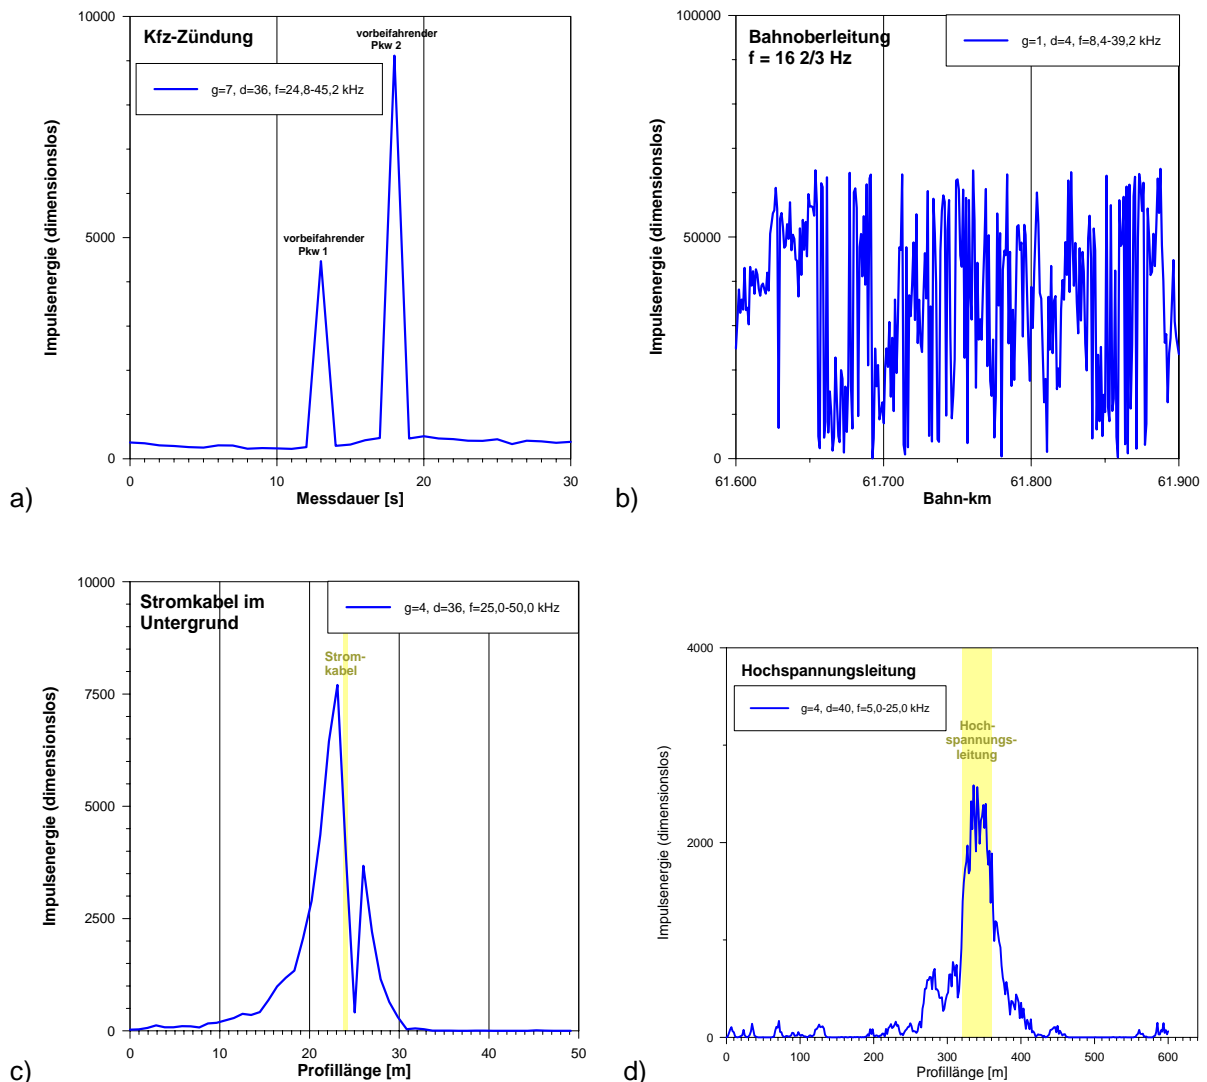 10000
5000
0
0
10
20
30
Impulsenergie (dimensionslos)
Messdauer [s]
Kfz-Zündung
g=7, d=36, f=24,8-45,2 kHz
vorbeifahrender
Pkw 2
vorbeifahrender
Pkw 1
a)
100000
50000
0
61.600
61.700
61.800
61.900
Impulsenergie (dimensionslos)
Bahn-km
Bahnoberleitung
f = 16 2/3 Hz
g=1, d=4, f=8,4-39,2 kHz
b)
10000
7500
5000
2500
0
0
10
20
30
40
50
Impulsenergie (dimensionslos)
Profillänge [m]
Stromkabel im
Untergrund
g=4, d=36, f=25,0-50,0 kHz
Strom-
kabel
c)
4000
2000
0
0
100
200
300
400
500
600
Impulsenergie (dimensionslos)
Profillänge [m]
Hochspannungsleitung
g=4, d=40, f=5,0-25,0 kHz
Hoch-
spannungs-
leitung
d)